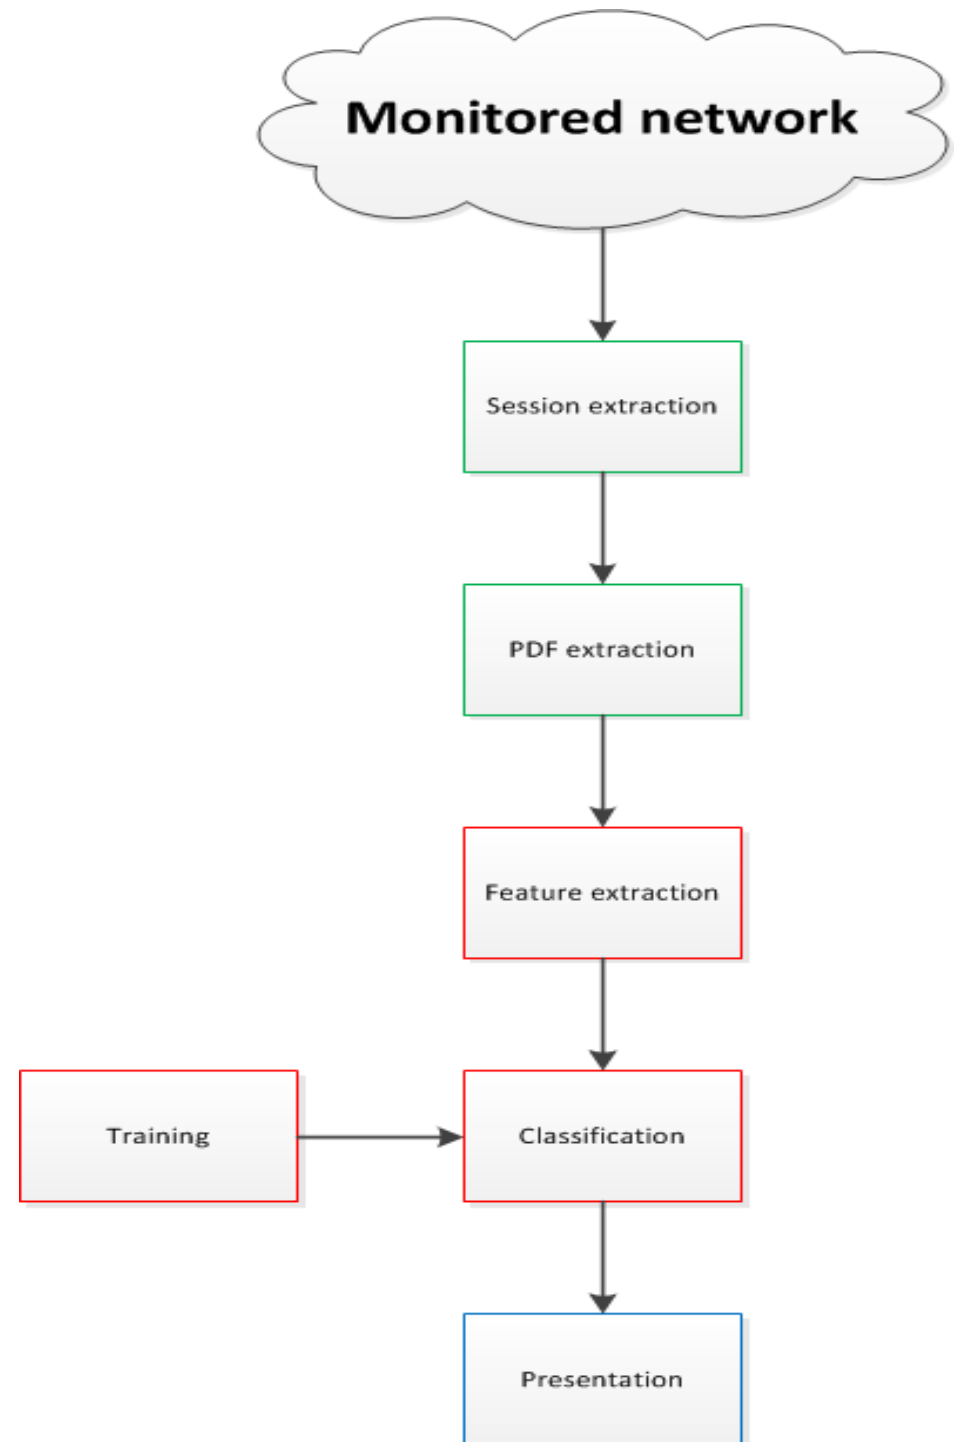 Monitored network
Session extraction
PDF extraction
Feature extraction
Training
Classification
Presentation